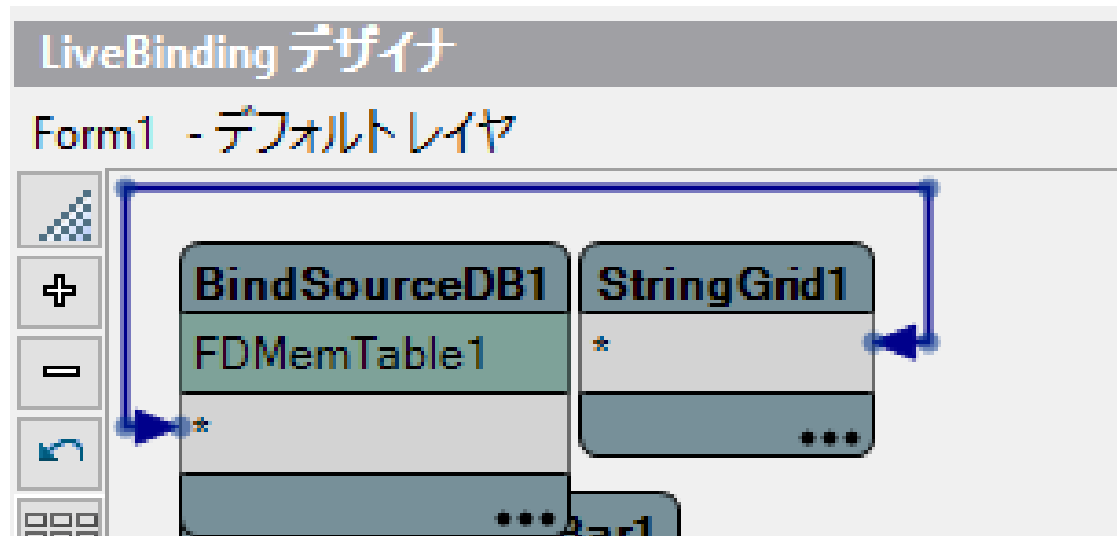 LiveBinding デザイナ
Form1 - デフォルト レイヤ
BindSourceDB1
StringGrid1
FDMemTable1
*
*